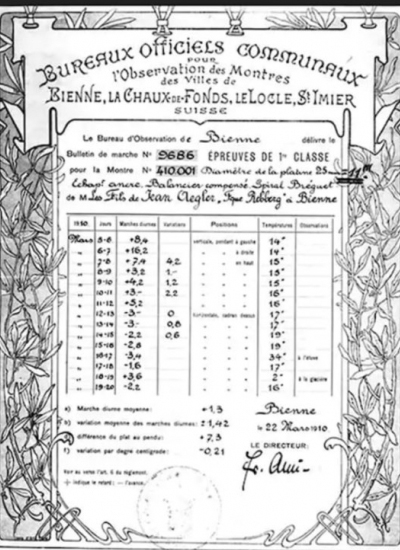 BUREAUX OFFICIELS COMMUNAUX
POUR
l'Observation des Montres
des Villes de
BIENNE, LA CHAUX-DE-FONDS, LE LOCLE, St IMIER
SUISSE
Le Bureau d'Observation de Bienne délivre le
Bulletin de marche No 9686 ÉPREUVES DE 1re CLASSE
pour la Montre No 410.001 Diamètre de la platine 25
Echapt ancre. Balancier compensé. Spiral Bréguet
de M Les Fils de Jean Aegler, Rebberg à Bienne
1910 Jours Marches diurnes Variations Positions Températures Observations
Mars 5-6 +8,4 verticale, pendant à gauche 14°
6-7 +16,2 à droite 14°
7-8 +7,4 4,2 en haut 15°
8-9 +3,2 1,- 15°
9-10 +4,2 1,2 15°
10-11 +3,- 2,2 16°
11-12 +3,2 16°
12-13 -3,- 0 horizontale, cadran dessus 17°
13-14 -3,- 0,8 17°
14-15 -2,2 0,6 19°
15-16 -2,8 19°
16-17 -3,4 34° à l'étuve
17-18 -1,6 17°
18-19 +3,6 2° à la glacière
19-20 -2,2 16°
a) Marche diurne moyenne: +1,3
b) variation moyenne des marches diurnes: ±1,42
d) différence du plat au pendu: +7,3
f) variation par degré centigrade: -0,21
Bienne
le 22 Mars 1910
LE DIRECTEUR:
Voir au verso l'art. 6 du règlement.
+ indique le retard; — l'avance.